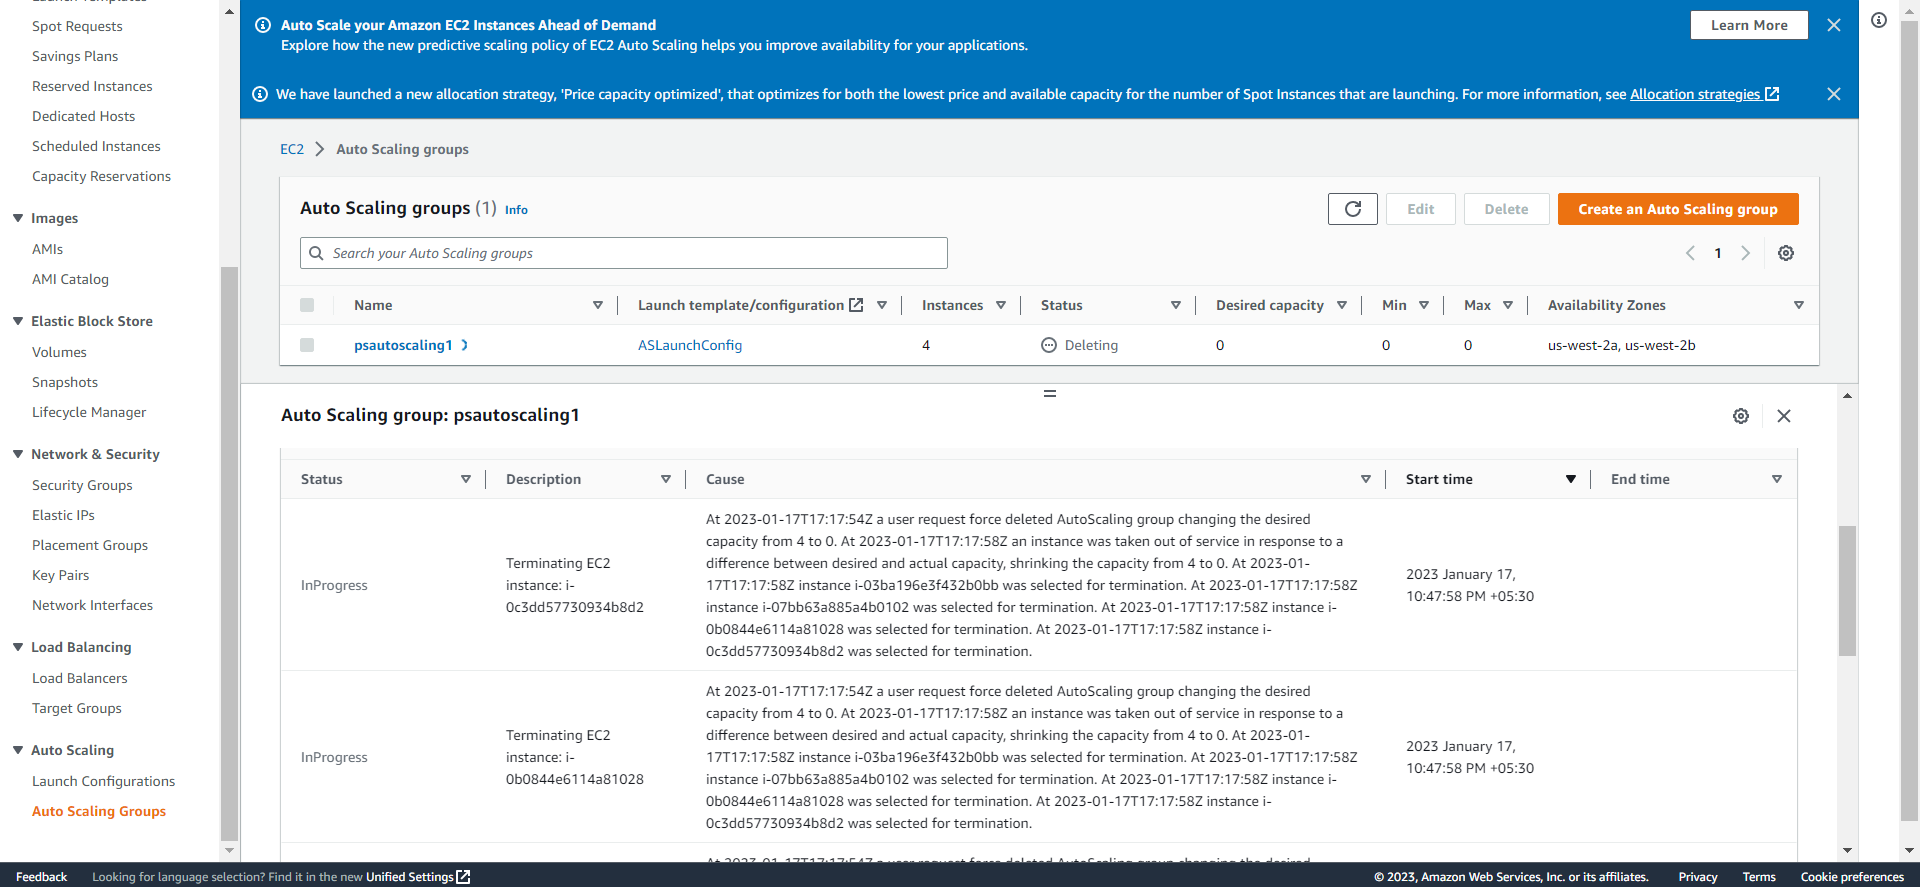 Launch Templates
Spot Requests
Savings Plans
Reserved Instances
Dedicated Hosts
Scheduled Instances
Capacity Reservations
Images
AMIs
AMI Catalog
Elastic Block Store
Volumes
Snapshots
Lifecycle Manager
Network & Security
Security Groups
Elastic IPs
Placement Groups
Key Pairs
Network Interfaces
Load Balancing
Load Balancers
Target Groups
Auto Scaling
Launch Configurations
Auto Scaling Groups
Auto Scale your Amazon EC2 Instances Ahead of Demand
Explore how the new predictive scaling policy of EC2 Auto Scaling helps you improve availability for your applications.
Learn More
We have launched a new allocation strategy, 'Price capacity optimized', that optimizes for both the lowest price and available capacity for the number of Spot Instances that are launching. For more information, see Allocation strategies
EC2 Auto Scaling groups
Auto Scaling groups (1) Info
Edit Delete Create an Auto Scaling group
Search your Auto Scaling groups
1
Name Launch template/configuration Instances Status Desired capacity Min Max Availability Zones
psautoscaling1 ASLaunchConfig 4 Deleting 0 0 0 us-west-2a, us-west-2b
Auto Scaling group: psautoscaling1
Status Description Cause Start time End time
InProgress
Terminating EC2
instance: i-
0c3dd57730934b8d2
At 2023-01-17T17:17:54Z a user request force deleted AutoScaling group changing the desired
capacity from 4 to 0. At 2023-01-17T17:17:58Z an instance was taken out of service in response to a
difference between desired and actual capacity, shrinking the capacity from 4 to 0. At 2023-01-
17T17:17:58Z instance i-03ba196e3f432b0bb was selected for termination. At 2023-01-17T17:17:58Z
instance i-07bb63a885a4b0102 was selected for termination. At 2023-01-17T17:17:58Z instance i-
0b0844e6114a81028 was selected for termination. At 2023-01-17T17:17:58Z instance i-
0c3dd57730934b8d2 was selected for termination.
2023 January 17,
10:47:58 PM +05:30
InProgress
Terminating EC2
instance: i-
0b0844e6114a81028
At 2023-01-17T17:17:54Z a user request force deleted AutoScaling group changing the desired
capacity from 4 to 0. At 2023-01-17T17:17:58Z an instance was taken out of service in response to a
difference between desired and actual capacity, shrinking the capacity from 4 to 0. At 2023-01-
17T17:17:58Z instance i-03ba196e3f432b0bb was selected for termination. At 2023-01-17T17:17:58Z
instance i-07bb63a885a4b0102 was selected for termination. At 2023-01-17T17:17:58Z instance i-
0b0844e6114a81028 was selected for termination. At 2023-01-17T17:17:58Z instance i-
0c3dd57730934b8d2 was selected for termination.
2023 January 17,
10:47:58 PM +05:30
At 2023-01-17T17:17:54Z a user request force deleted AutoScaling group changing the desired
Feedback Looking for language selection? Find it in the new Unified Settings © 2023, Amazon Web Services, Inc. or its affiliates. Privacy Terms Cookie preferences